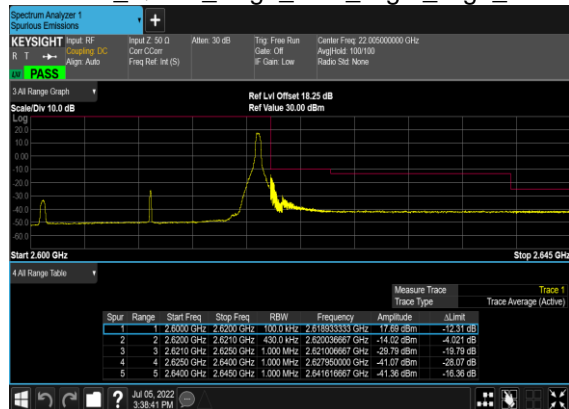 Spectrum Analyzer 1
Spurious Emissions
KEYSIGHT Input: RF Input Z: 50 Ω Atten: 30 dB Trig: Free Run Center Freq: 22.005000000 GHz
R T Coupling: DC Corr CCorr Gate: Off Avg|Hold: 100/100
Align: Auto Freq Ref: Int (S) IF Gain: Low Radio Std: None
PASS
3 All Range Graph
Ref Lvl Offset 18.25 dB
Scale/Div 10.0 dB Ref Value 30.00 dBm
Log
20.0
10.0
0.00
-10.0
-20.0
-30.0
-40.0
-50.0
-60.0
Start 2.600 GHz Stop 2.645 GHz
4 All Range Table
Measure Trace Trace 1
Trace Type Trace Average (Active)
Spur Range Start Freq Stop Freq RBW Frequency Amplitude ΔLimit
1 1 2.6000 GHz 2.6200 GHz 100.0 kHz 2.618933333 GHz 17.69 dBm -12.31 dB
2 2 2.6200 GHz 2.6210 GHz 430.0 kHz 2.620036667 GHz -14.02 dBm -4.021 dB
3 3 2.6210 GHz 2.6250 GHz 1.000 MHz 2.621006667 GHz -29.79 dBm -19.79 dB
4 4 2.6250 GHz 2.6400 GHz 1.000 MHz 2.627950000 GHz -41.07 dBm -28.07 dB
5 5 2.6400 GHz 2.6450 GHz 1.000 MHz 2.641616667 GHz -41.36 dBm -16.36 dB
Jul 05, 2022
3:38:41 PM